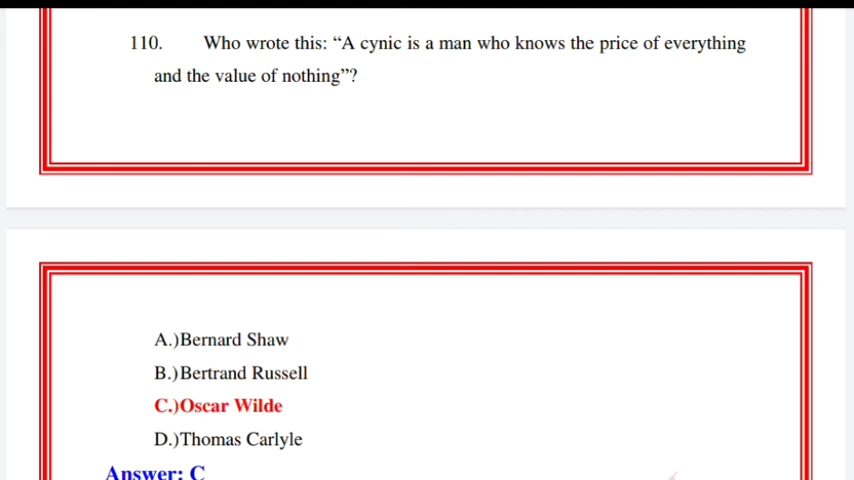 110. Who wrote this: “A cynic is a man who knows the price of everything
and the value of nothing”?
A.)Bernard Shaw
B.)Bertrand Russell
C.)Oscar Wilde
D.)Thomas Carlyle
Answer: C